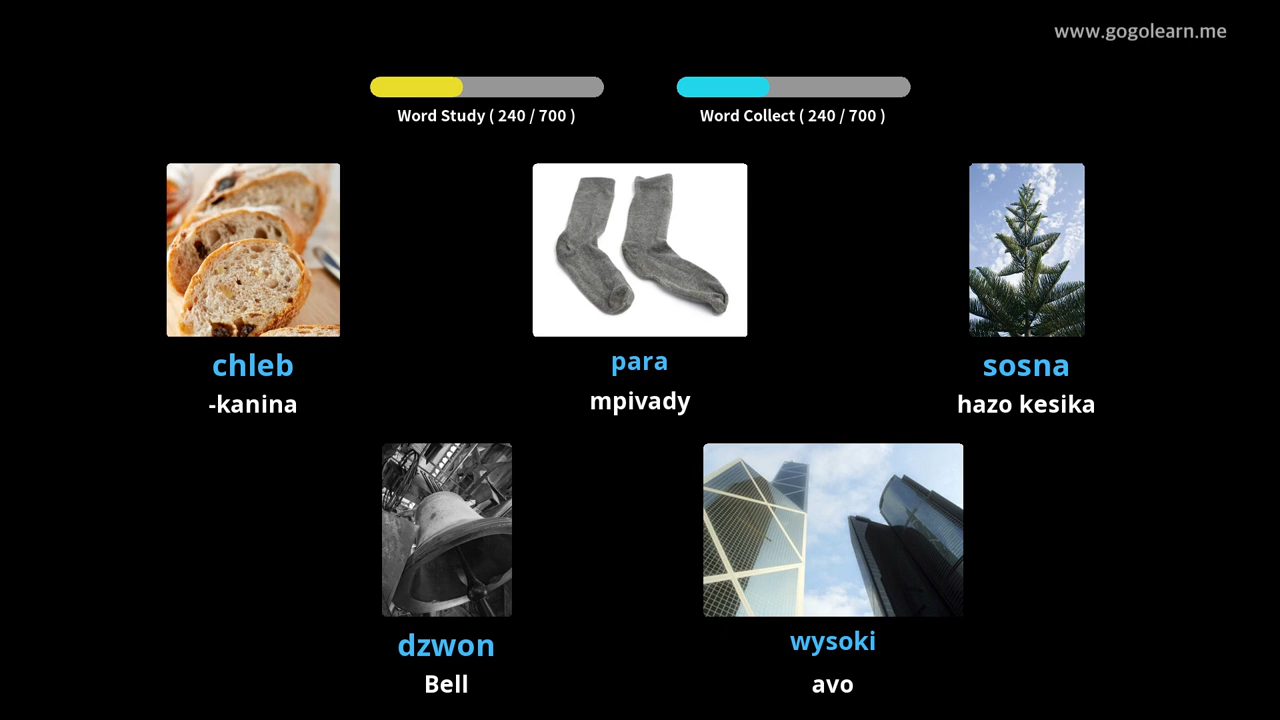 www.gogolearn.me
Word Study ( 240 / 700 )
Word Collect ( 240 / 700 )
chleb
-kanina
para
mpivady
sosna
hazo kesika
dzwon
Bell
wysoki
avo